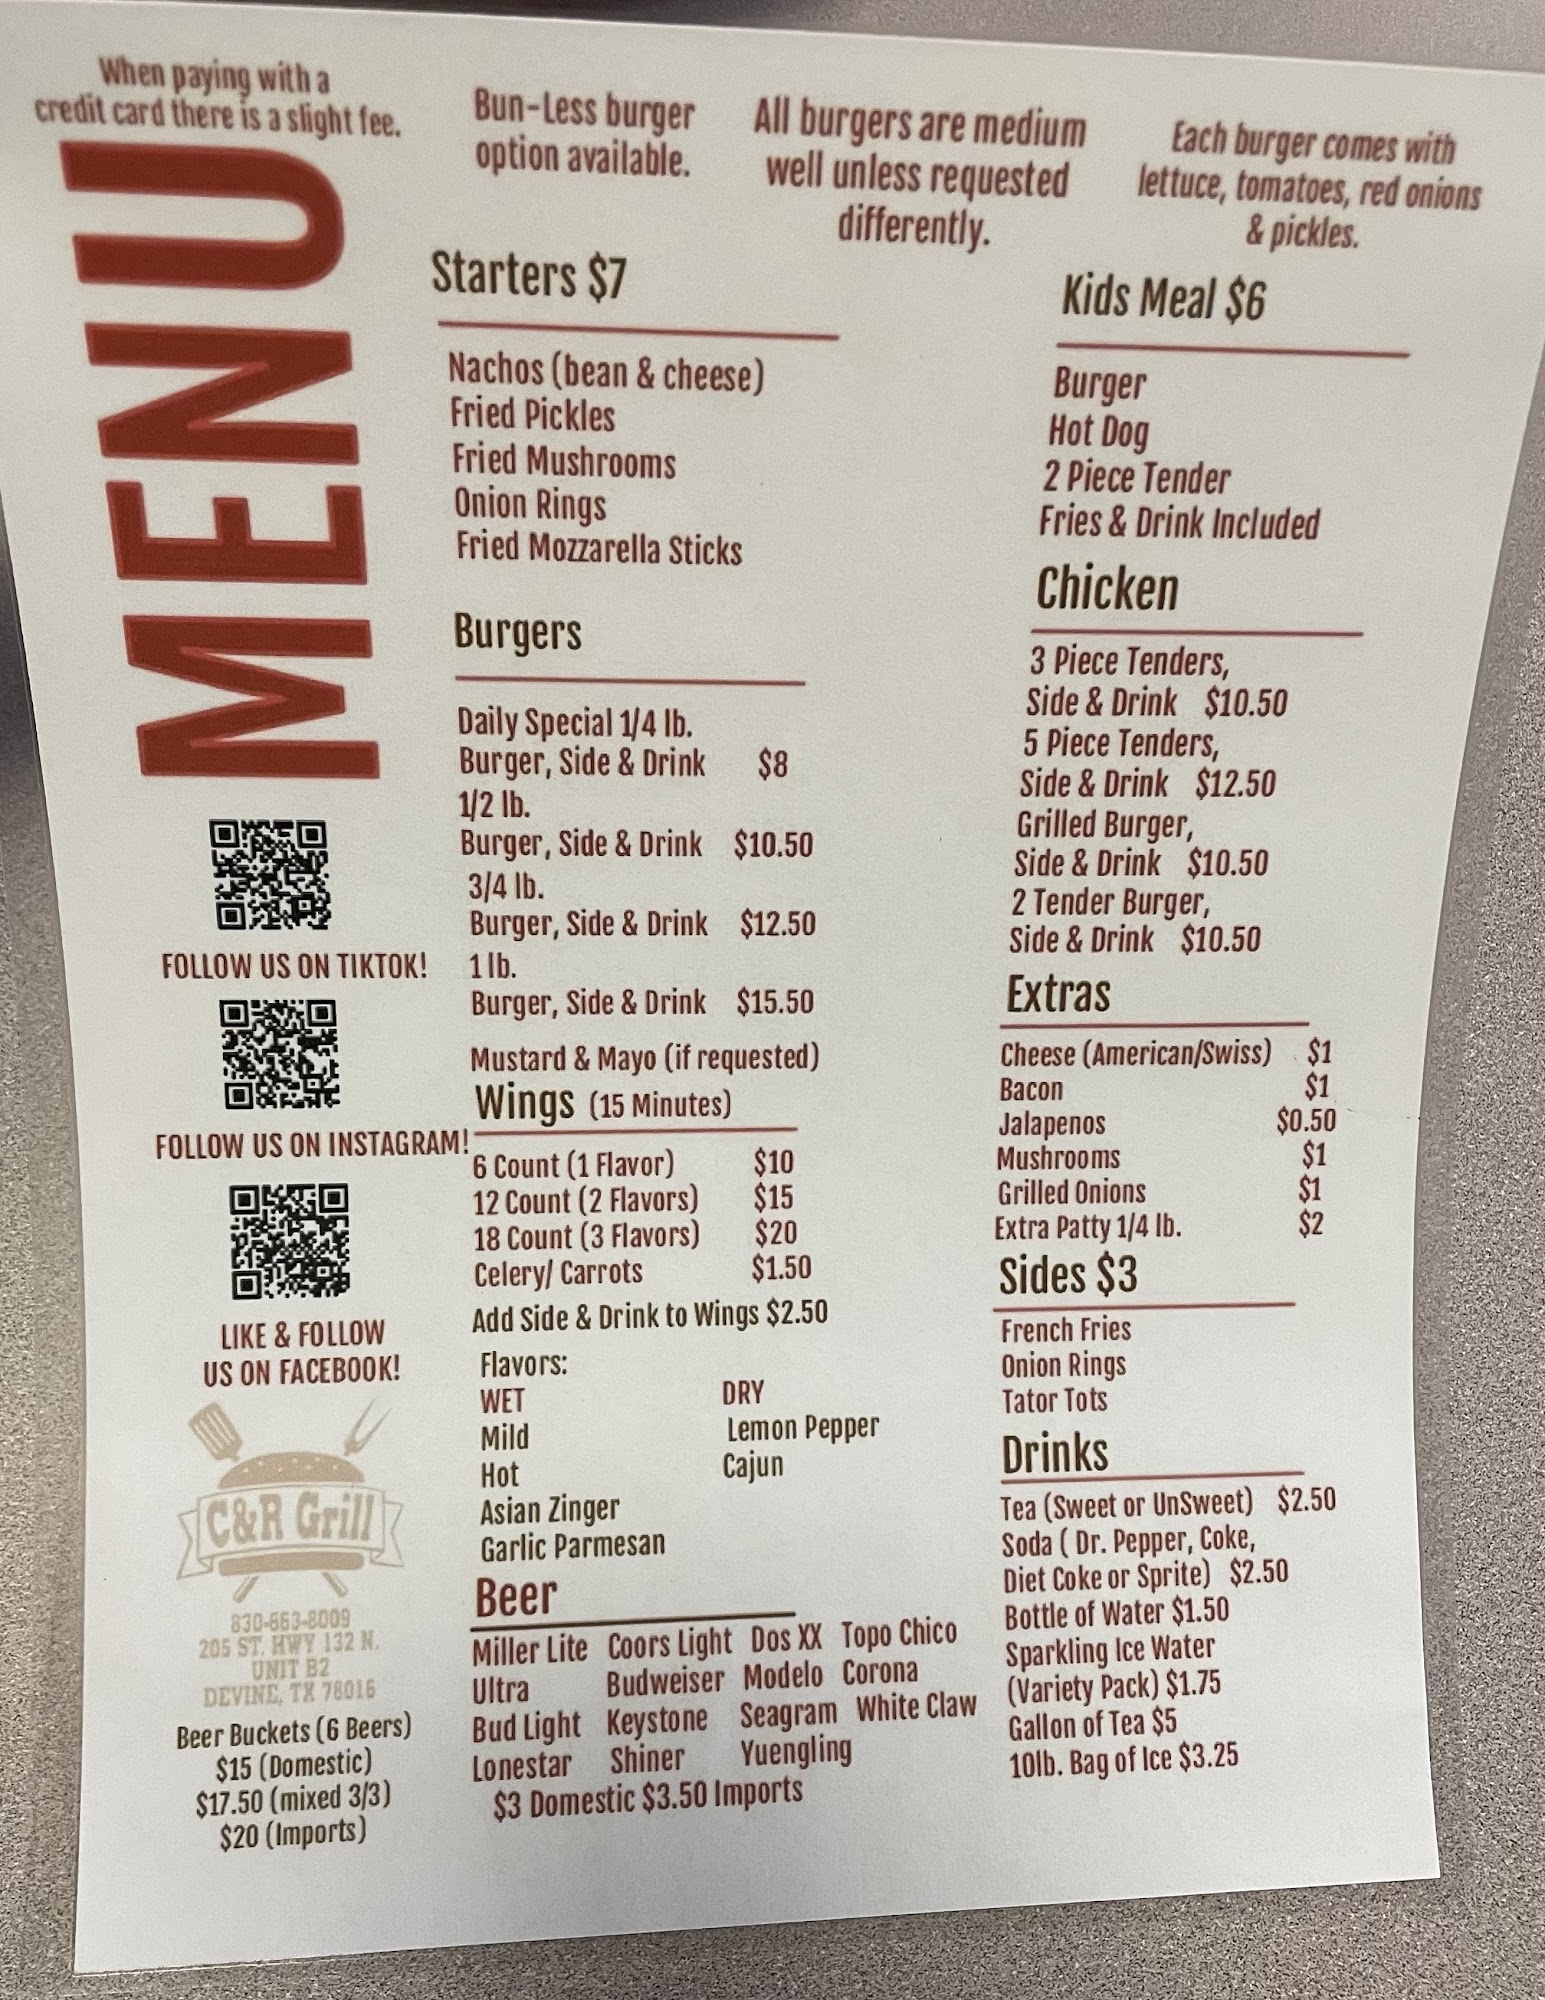 When paying with a
credit card there is a slight fee.
MENU
Bun-Less burger
option available.
All burgers are medium
well unless requested
differently.
Each burger comes with
lettuce, tomatoes, red onions
& pickles.
Starters $7
Nachos (bean & cheese)
Fried Pickles
Fried Mushrooms
Onion Rings
Fried Mozzarella Sticks
Burgers
Daily Special 1/4 lb.
Burger, Side & Drink $8
1/2 lb.
Burger, Side & Drink $10.50
3/4 lb.
Burger, Side & Drink $12.50
1 lb.
Burger, Side & Drink $15.50
Mustard & Mayo (if requested)
Wings (15 Minutes)
6 Count (1 Flavor) $10
12 Count (2 Flavors) $15
18 Count (3 Flavors) $20
Celery/ Carrots $1.50
Add Side & Drink to Wings $2.50
Flavors:
WET DRY
Mild Lemon Pepper
Hot Cajun
Asian Zinger
Garlic Parmesan
Beer
Miller Lite Coors Light Dos XX Topo Chico
Ultra Budweiser Modelo Corona
Bud Light Keystone Seagram White Claw
Lonestar Shiner Yuengling
$3 Domestic $3.50 Imports
Kids Meal $6
Burger
Hot Dog
2 Piece Tender
Fries & Drink Included
Chicken
3 Piece Tenders,
Side & Drink $10.50
5 Piece Tenders,
Side & Drink $12.50
Grilled Burger,
Side & Drink $10.50
2 Tender Burger,
Side & Drink $10.50
Extras
Cheese (American/Swiss) $1
Bacon $1
Jalapenos $0.50
Mushrooms $1
Grilled Onions $1
Extra Patty 1/4 lb. $2
Sides $3
French Fries
Onion Rings
Tator Tots
Drinks
Tea (Sweet or UnSweet) $2.50
Soda ( Dr. Pepper, Coke,
Diet Coke or Sprite) $2.50
Bottle of Water $1.50
Sparkling Ice Water
(Variety Pack) $1.75
Gallon of Tea $5
10lb. Bag of Ice $3.25
FOLLOW US ON TIKTOK!
FOLLOW US ON INSTAGRAM!
LIKE & FOLLOW
US ON FACEBOOK!
C&R Grill
830-663-8009
205 ST. HWY 132 N.
UNIT B2
DEVINE, TX 78016
Beer Buckets (6 Beers)
$15 (Domestic)
$17.50 (mixed 3/3)
$20 (Imports)